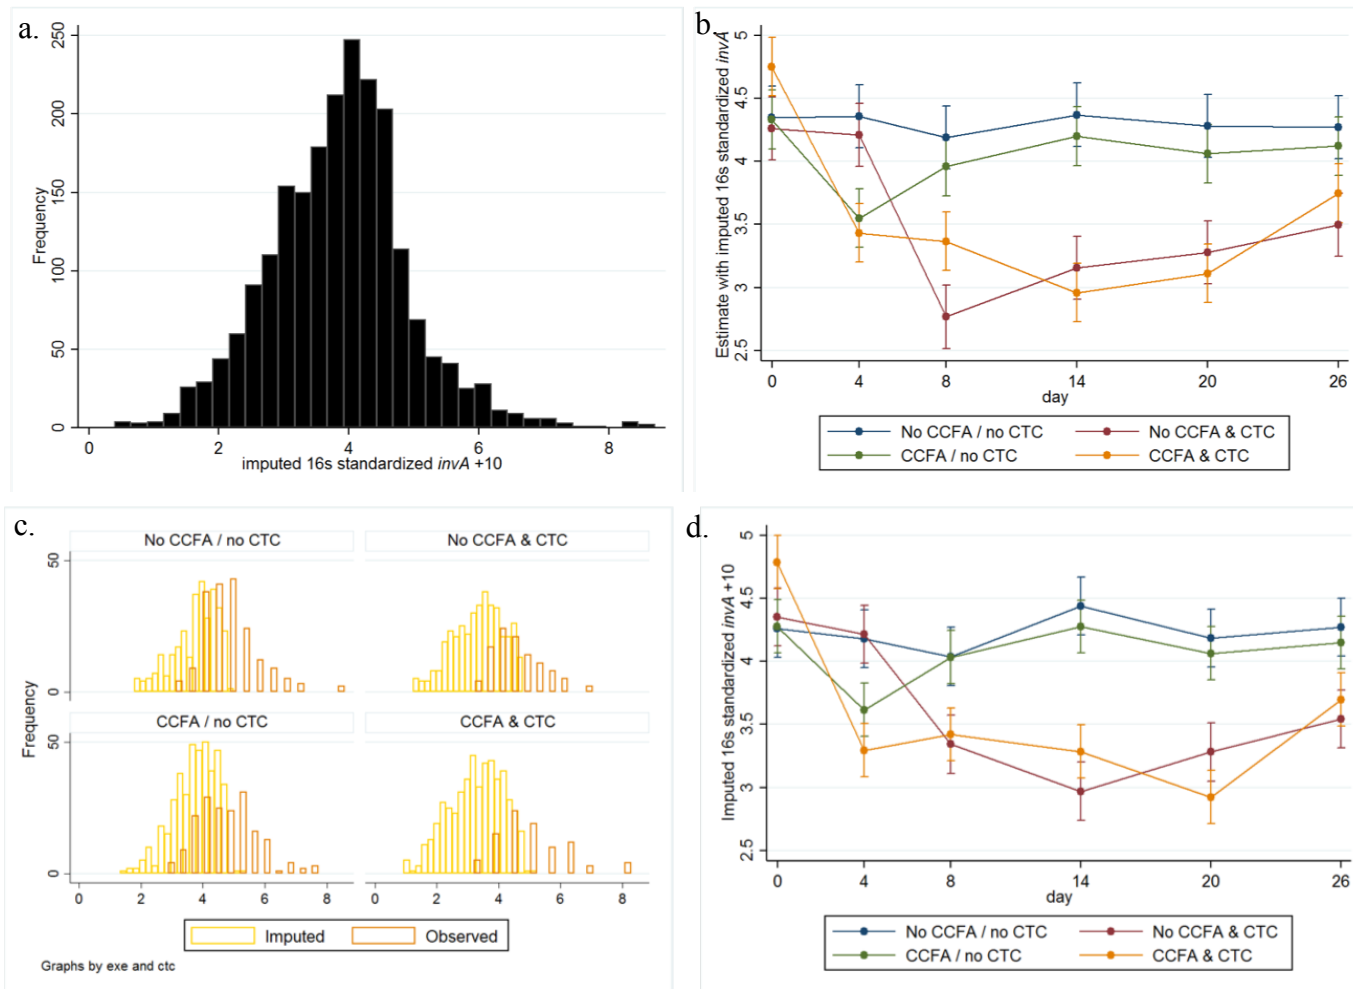 a.
250
200
150
100
50
0
Frequency
0 2 4 6 8
imputed 16s standardized invA +10
b.
5
4.5
4
3.5
3
2.5
Estimate with imputed 16s standardized invA
0 4 8 14 20 26
day
No CCFA / no CTC No CCFA & CTC
CCFA / no CTC CCFA & CTC
c.
No CCFA / no CTC No CCFA & CTC
50
0
CCFA / no CTC CCFA & CTC
50
0
Frequency
0 2 4 6 8 0 2 4 6 8
Imputed Observed
Graphs by exe and ctc
d.
5
4.5
4
3.5
3
2.5
Imputed 16s standardized invA +10
0 4 8 14 20 26
day
No CCFA / no CTC No CCFA & CTC
CCFA / no CTC CCFA & CTC